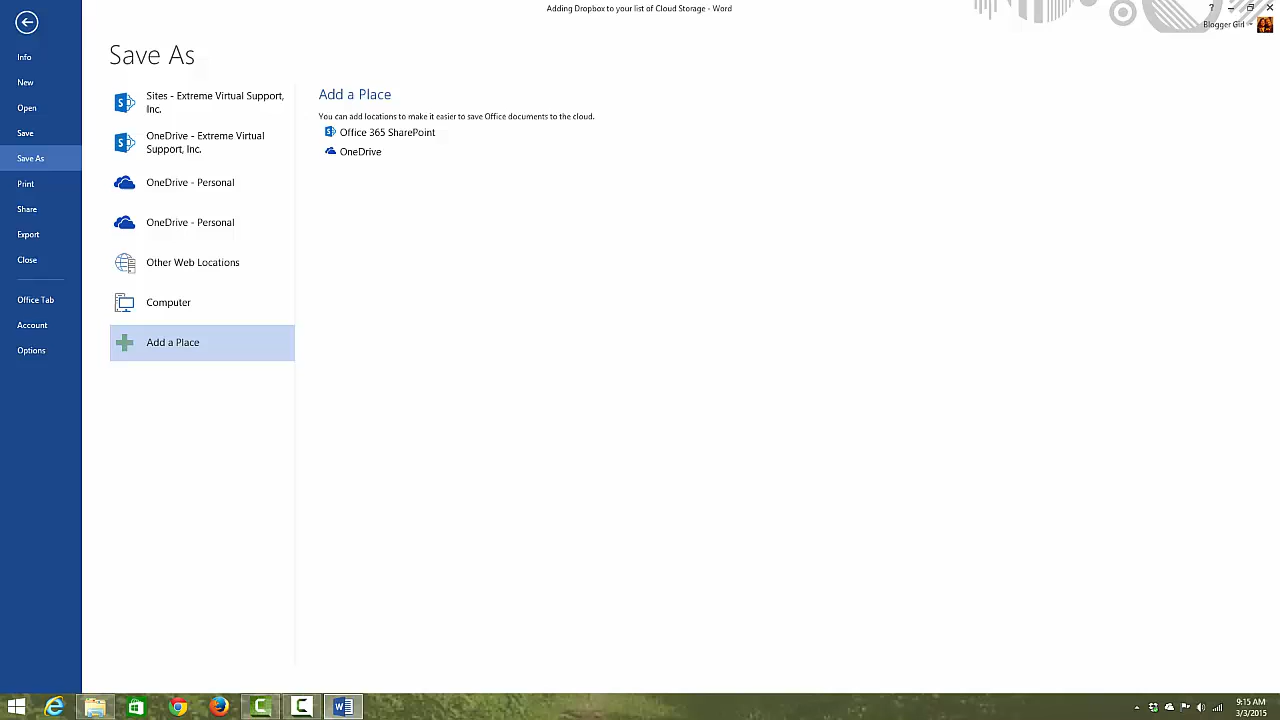 Adding Dropbox to your list of Cloud Storage - Word
?
Blogger Girl
Info
New
Open
Save
Save As
Print
Share
Export
Close
Office Tab
Account
Options
Save As
Sites - Extreme Virtual Support,
Inc.
OneDrive - Extreme Virtual
Support, Inc.
OneDrive - Personal
OneDrive - Personal
Other Web Locations
Computer
Add a Place
Add a Place
You can add locations to make it easier to save Office documents to the cloud.
Office 365 SharePoint
OneDrive
9:15 AM
3/3/2015